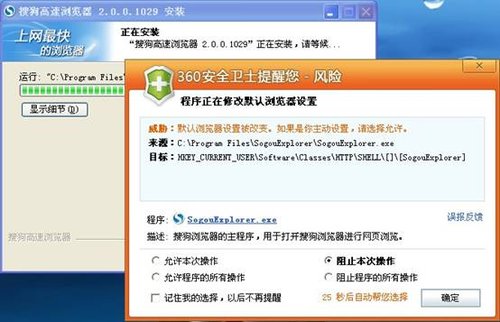 搜狗高速浏览器 2.0.0.1029 安装
上网最快
的浏览器
正在安装
“搜狗高速浏览器 2.0.0.1029”正在安装，请等候...
运行: "C:\Program Files\
显示细节(D)
搜狗高速浏览器
360安全卫士提醒您 - 风险
程序正在修改默认浏览器设置
威胁: 默认浏览器设置被改变。如果是你主动设置，请选择允许。
来源: C:\Program Files\SogouExplorer\SogouExplorer.exe
目标: HKEY_CURRENT_USER\Software\Classes\HTTP\SHELL\[]\[SogouExplorer]
程序: SogouExplorer.exe
误报反馈
描述: 搜狗浏览器的主程序，用于打开搜狗浏览器进行网页浏览。
允许本次操作
阻止本次操作
允许程序的所有操作
阻止程序的所有操作
记住我的选择，以后不再提醒
25 秒后自动帮您选择
确定